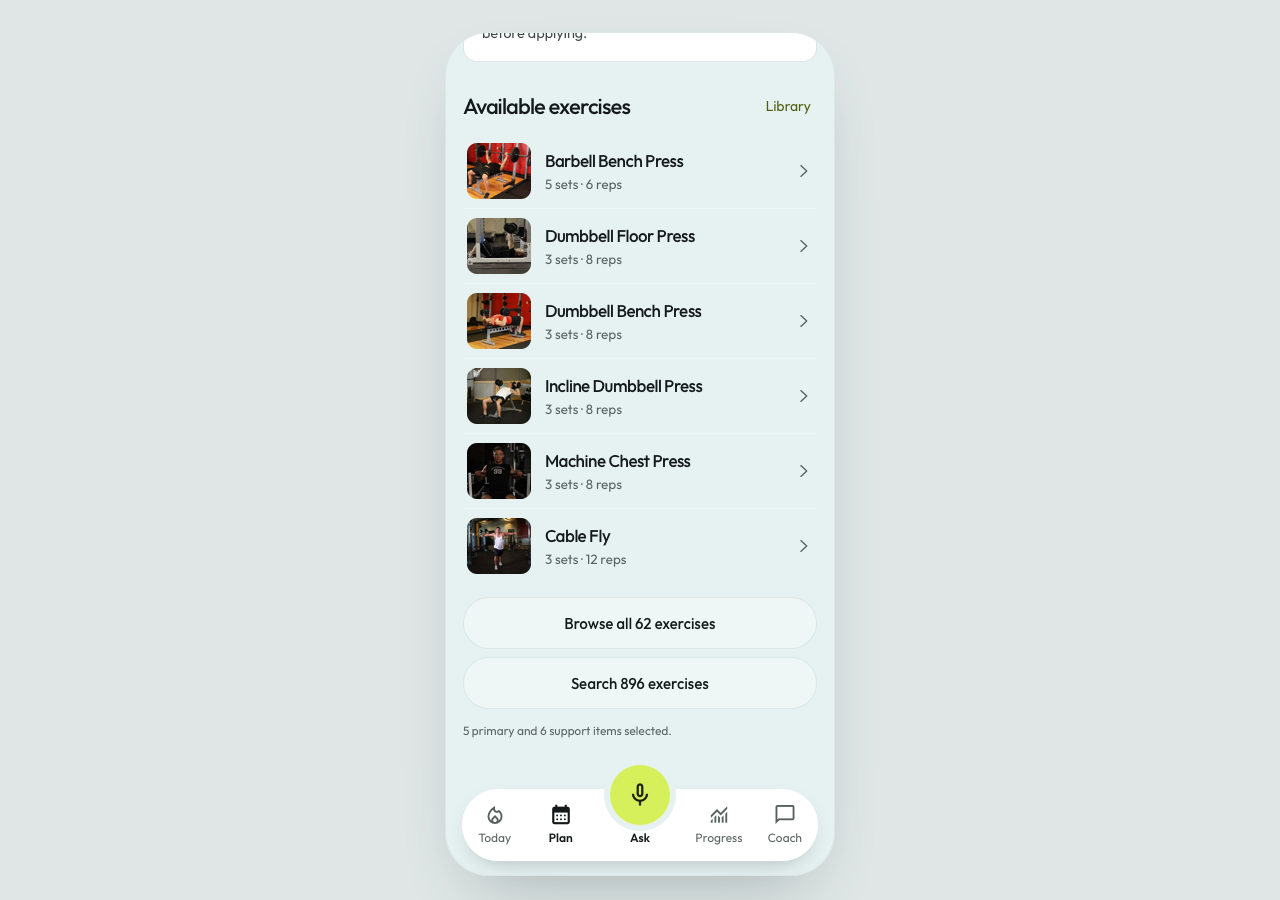 before applying.
Available exercises
Library
Barbell Bench Press
5 sets · 6 reps
Dumbbell Floor Press
3 sets · 8 reps
Dumbbell Bench Press
3 sets · 8 reps
Incline Dumbbell Press
3 sets · 8 reps
Machine Chest Press
3 sets · 8 reps
Cable Fly
3 sets · 12 reps
Browse all 62 exercises
Search 896 exercises
5 primary and 6 support items selected.
Today
Plan
Ask
Progress
Coach